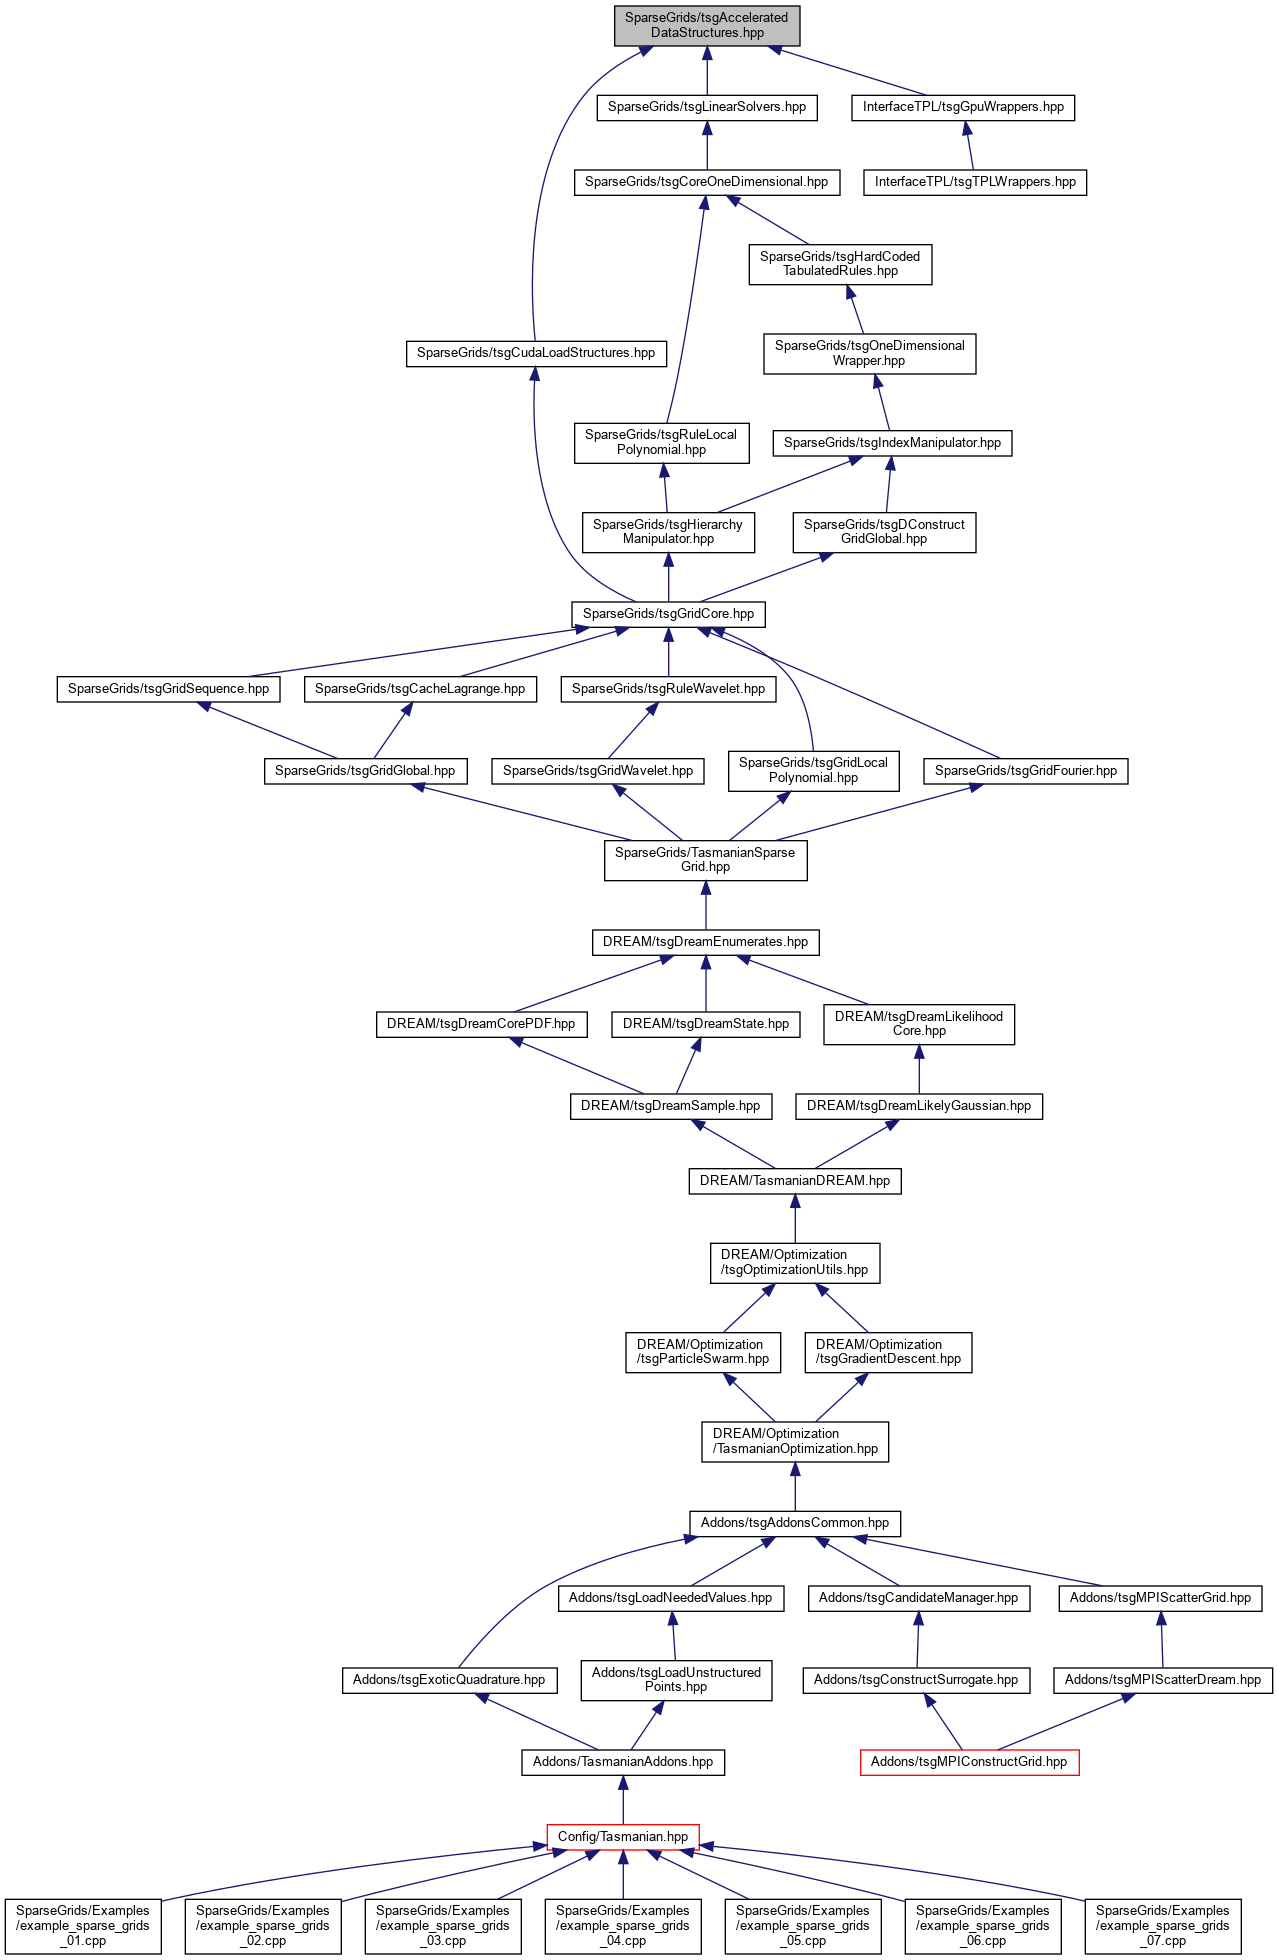 SparseGrids/tsgAccelerated
DataStructures.hpp
SparseGrids/tsgLinearSolvers.hpp
InterfaceTPL/tsgGpuWrappers.hpp
SparseGrids/tsgCoreOneDimensional.hpp
InterfaceTPL/tsgTPLWrappers.hpp
SparseGrids/tsgHardCoded
TabulatedRules.hpp
SparseGrids/tsgCudaLoadStructures.hpp
SparseGrids/tsgOneDimensional
Wrapper.hpp
SparseGrids/tsgRuleLocal
Polynomial.hpp
SparseGrids/tsgIndexManipulator.hpp
SparseGrids/tsgHierarchy
Manipulator.hpp
SparseGrids/tsgDConstruct
GridGlobal.hpp
SparseGrids/tsgGridCore.hpp
SparseGrids/tsgGridSequence.hpp
SparseGrids/tsgCacheLagrange.hpp
SparseGrids/tsgRuleWavelet.hpp
SparseGrids/tsgGridGlobal.hpp
SparseGrids/tsgGridWavelet.hpp
SparseGrids/tsgGridLocal
Polynomial.hpp
SparseGrids/tsgGridFourier.hpp
SparseGrids/TasmanianSparse
Grid.hpp
DREAM/tsgDreamEnumerates.hpp
DREAM/tsgDreamCorePDF.hpp
DREAM/tsgDreamState.hpp
DREAM/tsgDreamLikelihood
Core.hpp
DREAM/tsgDreamSample.hpp
DREAM/tsgDreamLikelyGaussian.hpp
DREAM/TasmanianDREAM.hpp
DREAM/Optimization
/tsgOptimizationUtils.hpp
DREAM/Optimization
/tsgParticleSwarm.hpp
DREAM/Optimization
/tsgGradientDescent.hpp
DREAM/Optimization
/TasmanianOptimization.hpp
Addons/tsgAddonsCommon.hpp
Addons/tsgLoadNeededValues.hpp
Addons/tsgCandidateManager.hpp
Addons/tsgMPIScatterGrid.hpp
Addons/tsgExoticQuadrature.hpp
Addons/tsgLoadUnstructured
Points.hpp
Addons/tsgConstructSurrogate.hpp
Addons/tsgMPIScatterDream.hpp
Addons/TasmanianAddons.hpp
Addons/tsgMPIConstructGrid.hpp
Config/Tasmanian.hpp
SparseGrids/Examples
/example_sparse_grids
_01.cpp
SparseGrids/Examples
/example_sparse_grids
_02.cpp
SparseGrids/Examples
/example_sparse_grids
_03.cpp
SparseGrids/Examples
/example_sparse_grids
_04.cpp
SparseGrids/Examples
/example_sparse_grids
_05.cpp
SparseGrids/Examples
/example_sparse_grids
_06.cpp
SparseGrids/Examples
/example_sparse_grids
_07.cpp